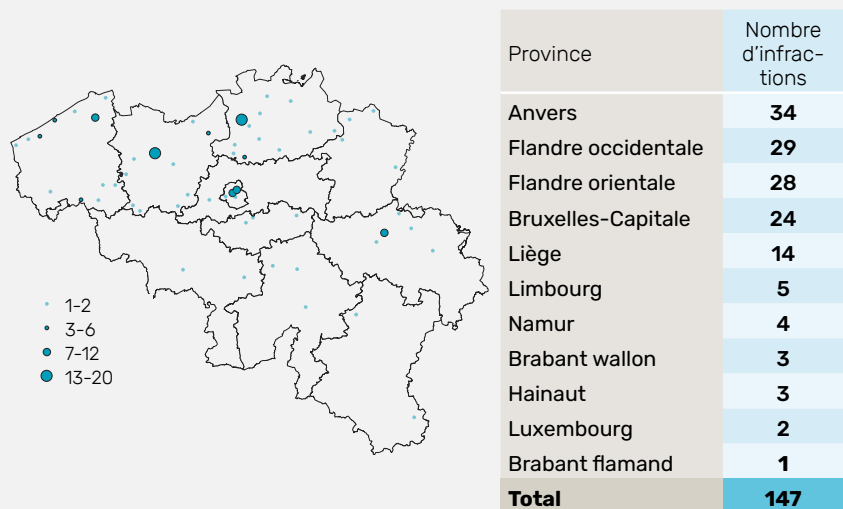 1–2
3–6
7–12
13–20
Province
Nombre
d’infrac-
tions
Anvers 34
Flandre occidentale 29
Flandre orientale 28
Bruxelles-Capitale 24
Liège 14
Limbourg 5
Namur 4
Brabant wallon 3
Hainaut 3
Luxembourg 2
Brabant flamand 1
Total 147